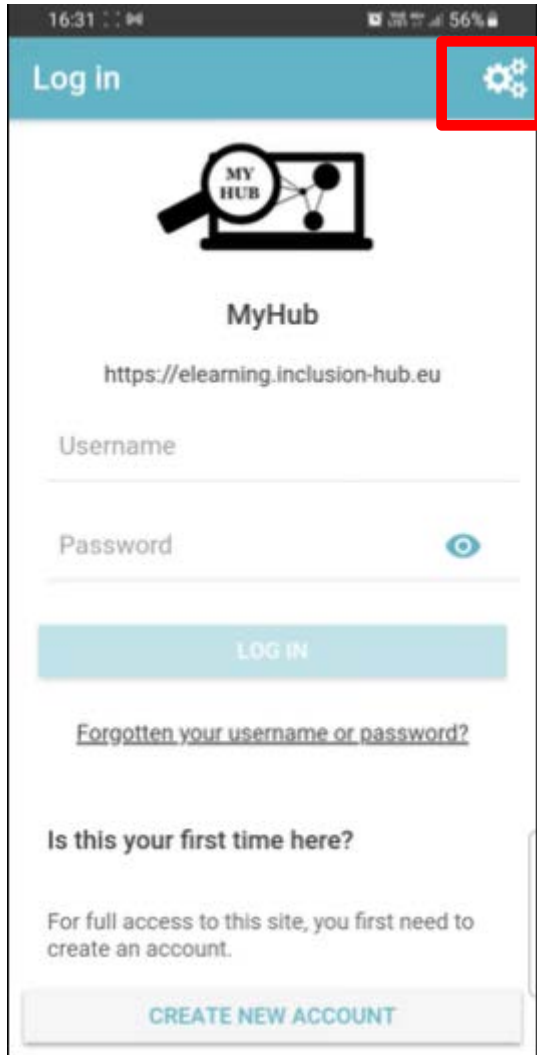 16:31
56%
Log in
MY
HUB
MyHub
https://elearning.inclusion-hub.eu
Username
Password
LOG IN
Forgotten your username or password?
Is this your first time here?
For full access to this site, you first need to
create an account.
CREATE NEW ACCOUNT